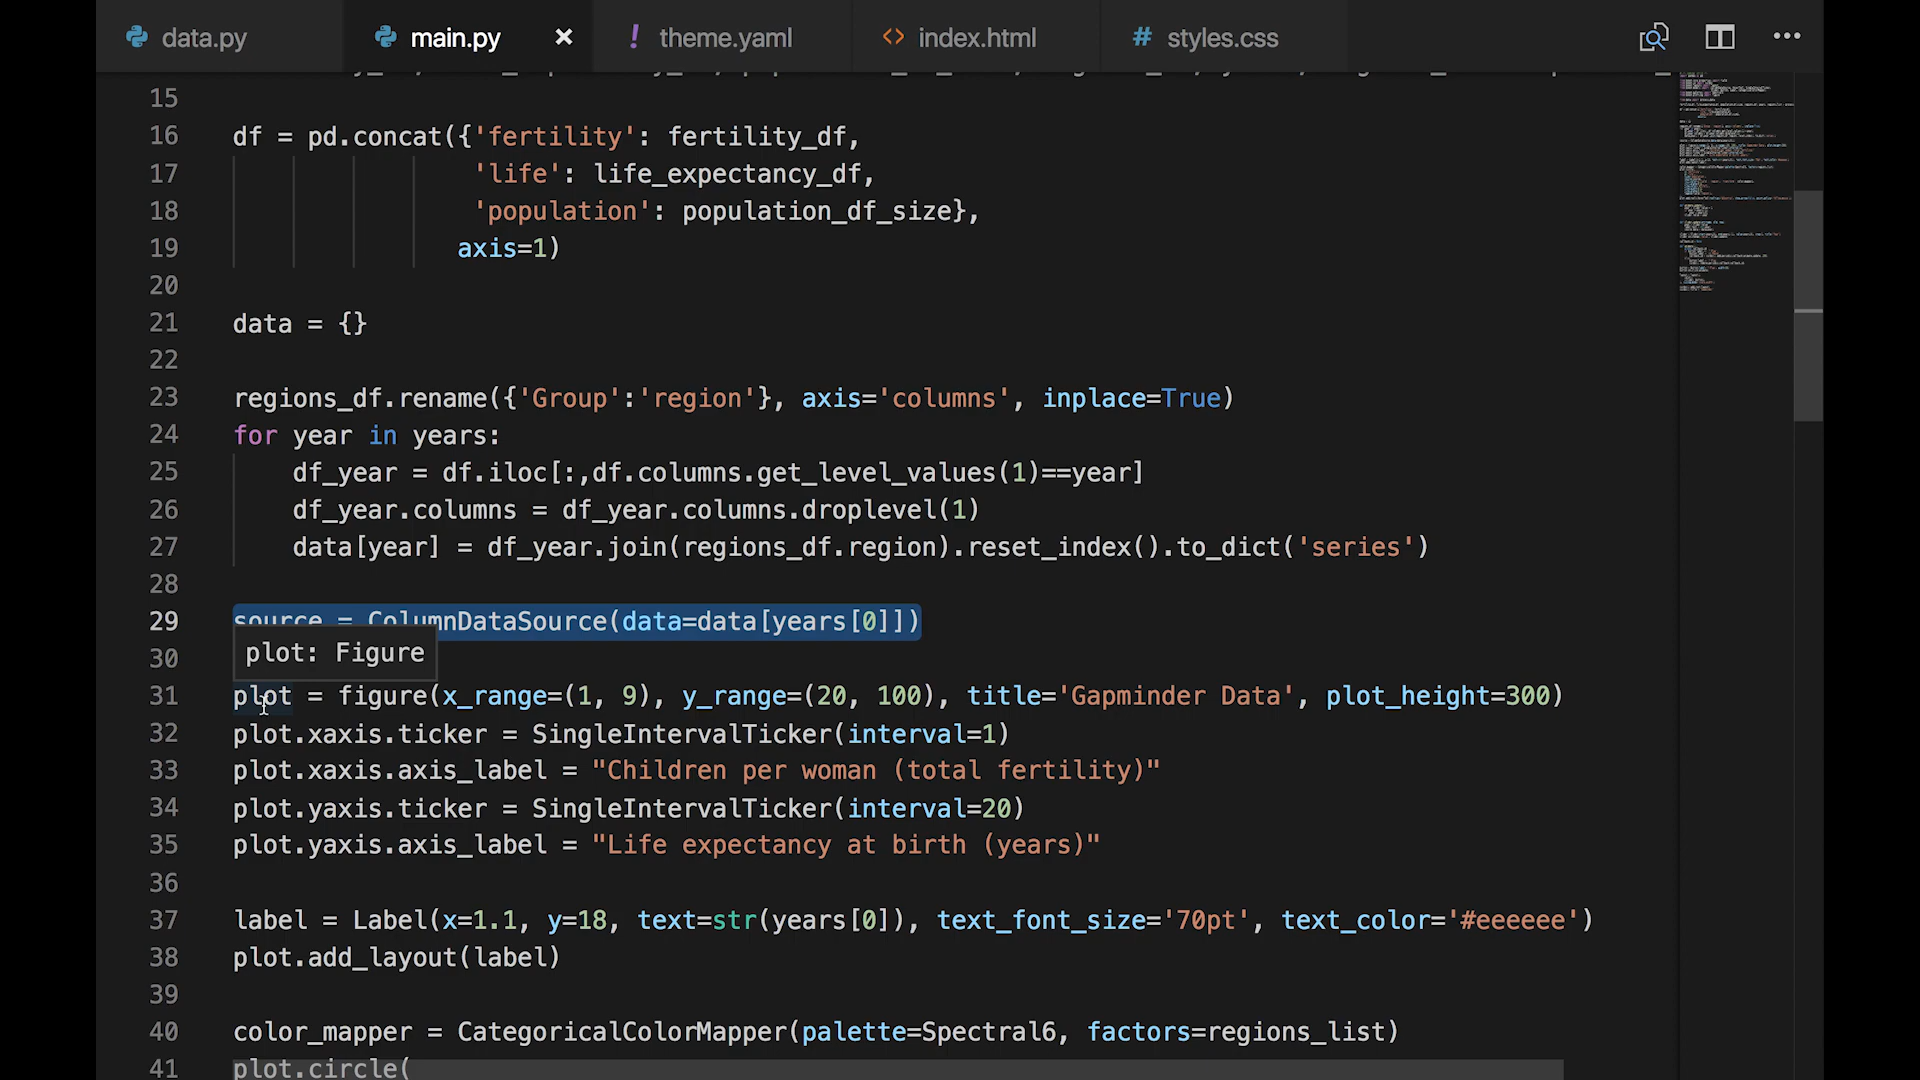 data.py main.py × ! theme.yaml <> index.html # styles.css ...
15
16 df = pd.concat({'fertility': fertility_df,
17 'life': life_expectancy_df,
18 'population': population_df_size},
19 axis=1)
20
21 data = {}
22
23 regions_df.rename({'Group':'region'}, axis='columns', inplace=True)
24 for year in years:
25 df_year = df.iloc[:,df.columns.get_level_values(1)==year]
26 df_year.columns = df_year.columns.droplevel(1)
27 data[year] = df_year.join(regions_df.region).reset_index().to_dict('series')
28
29 source = ColumnDataSource(data=data[years[0]])
plot: Figure
30
31 plot = figure(x_range=(1, 9), y_range=(20, 100), title='Gapminder Data', plot_height=300)
32 plot.xaxis.ticker = SingleIntervalTicker(interval=1)
33 plot.xaxis.axis_label = "Children per woman (total fertility)"
34 plot.yaxis.ticker = SingleIntervalTicker(interval=20)
35 plot.yaxis.axis_label = "Life expectancy at birth (years)"
36
37 label = Label(x=1.1, y=18, text=str(years[0]), text_font_size='70pt', text_color='#eeeeee')
38 plot.add_layout(label)
39
40 color_mapper = CategoricalColorMapper(palette=Spectral6, factors=regions_list)
41 plot.circle(